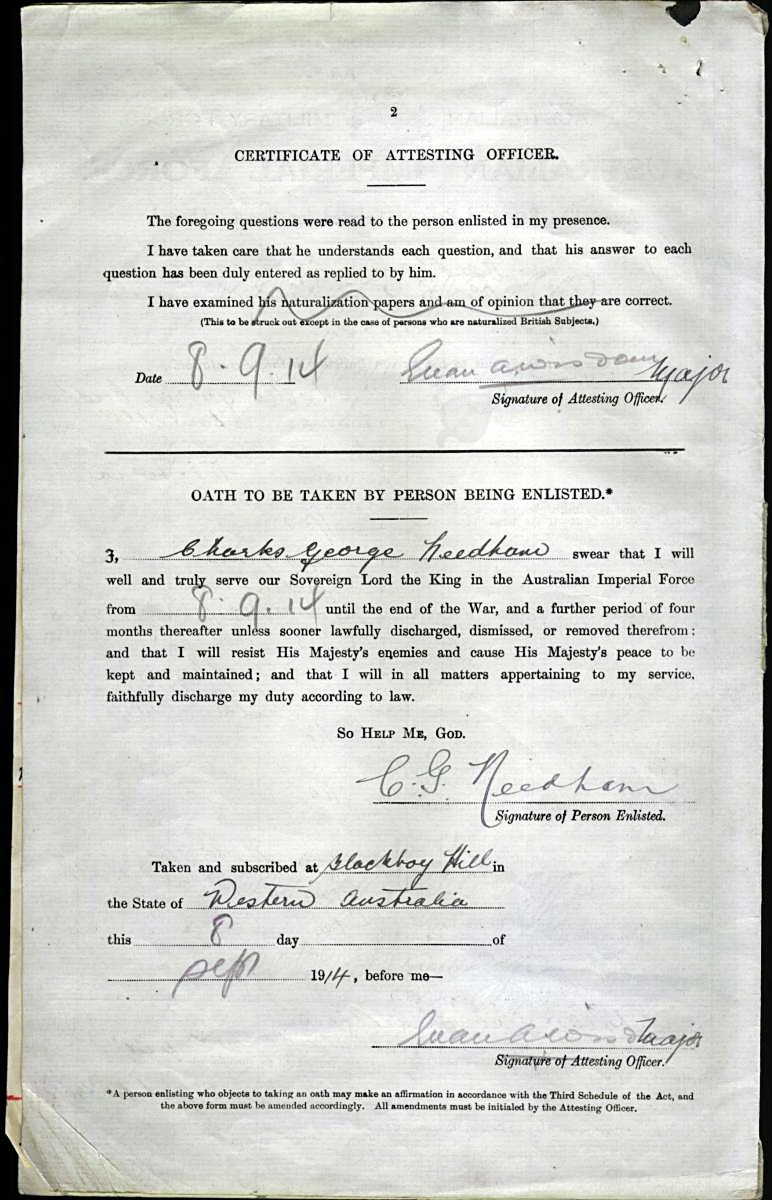 2
CERTIFICATE OF ATTESTING OFFICER.
The foregoing questions were read to the person enlisted in my presence.
I have taken care that he understands each question, and that his answer to each
question has been duly entered as replied to by him.
I have examined his naturalization papers and am of opinion that they are correct.
(This to be struck out except in the case of persons who are naturalized British Subjects.)
Date 8.9.14 Evan A Wisdom Major
Signature of Attesting Officer.
OATH TO BE TAKEN BY PERSON BEING ENLISTED.*
I, Charles George Needham swear that I will
well and truly serve our Sovereign Lord the King in the Australian Imperial Force
from 8.9.14 until the end of the War, and a further period of four
months thereafter unless sooner lawfully discharged, dismissed, or removed therefrom:
and that I will resist His Majesty's enemies and cause His Majesty's peace to be
kept and maintained; and that I will in all matters appertaining to my service,
faithfully discharge my duty according to law.
So Help Me, God.
C. G. Needham
Signature of Person Enlisted.
Taken and subscribed at Blackboy Hill in
the State of Western Australia
this 8 day of
Sept 1914, before me—
Evan A Wisdom Major
Signature of Attesting Officer.
*A person enlisting who objects to taking an oath may make an affirmation in accordance with the Third Schedule of the Act, and
the above form must be amended accordingly. All amendments must be initialed by the Attesting Officer.